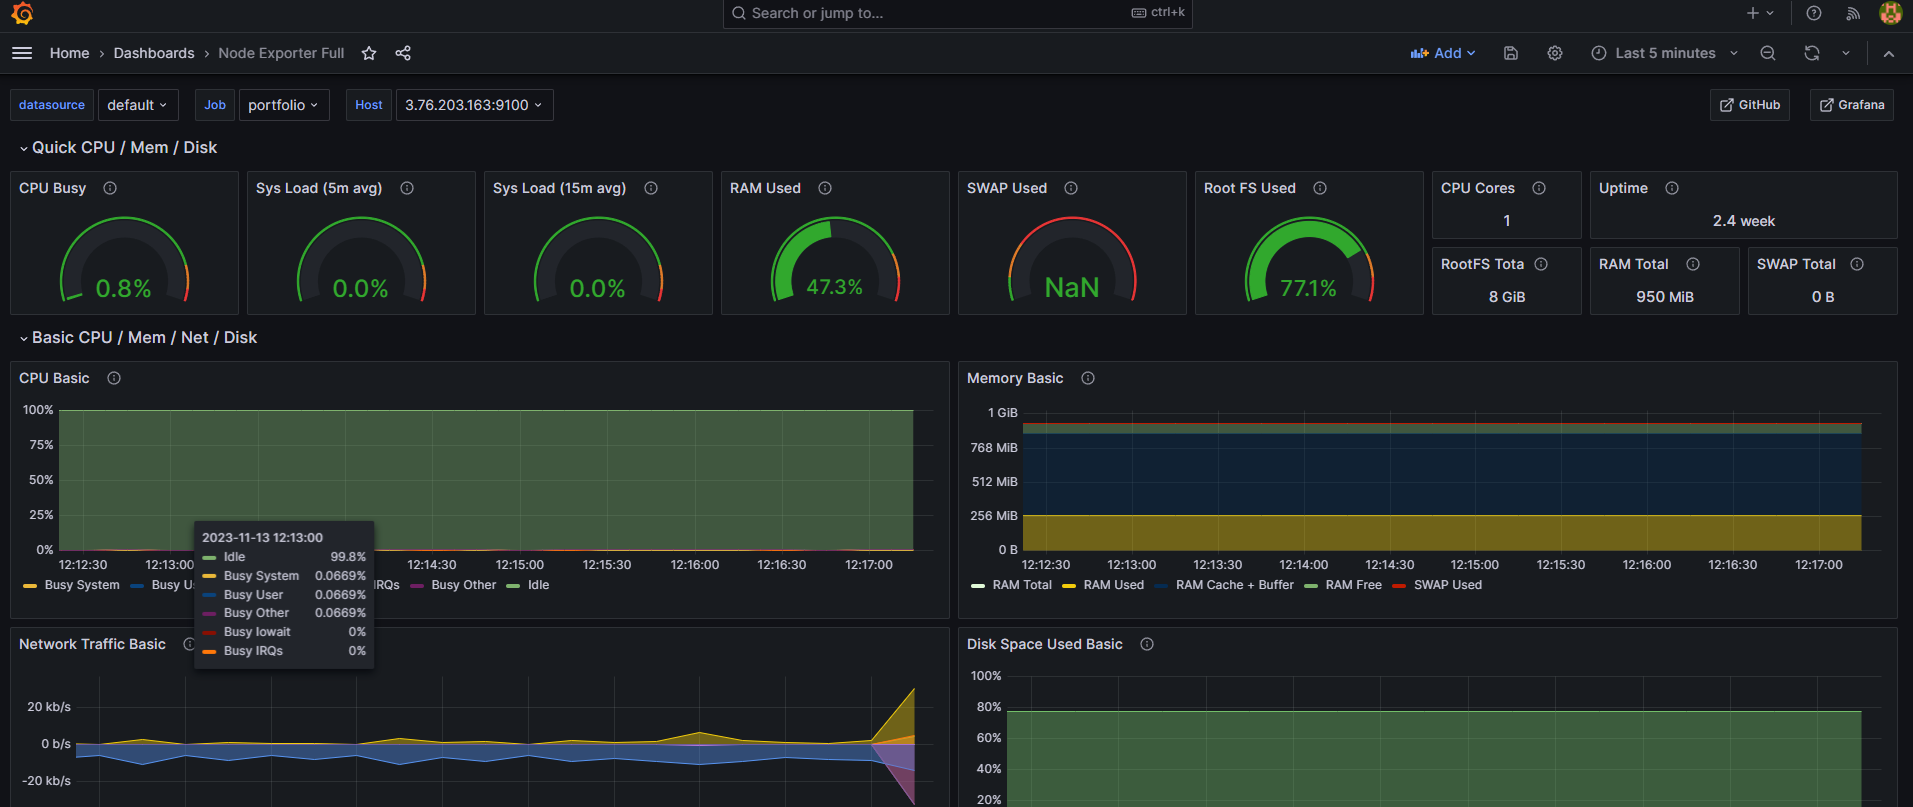 Search or jump to...
ctrl+k
Home › Dashboards › Node Exporter Full
Add
Last 5 minutes
datasource default Job portfolio Host 3.76.203.163:9100
GitHub
Grafana
Quick CPU / Mem / Disk
CPU Busy
0.8%
Sys Load (5m avg)
0.0%
Sys Load (15m avg)
0.0%
RAM Used
47.3%
SWAP Used
NaN
Root FS Used
77.1%
CPU Cores
1
Uptime
2.4 week
RootFS Tota
8 GiB
RAM Total
950 MiB
SWAP Total
0 B
Basic CPU / Mem / Net / Disk
CPU Basic
100%
75%
50%
25%
0%
12:12:30 12:13:00 12:14:30 12:15:00 12:15:30 12:16:00 12:16:30 12:17:00
Busy System Busy Us IRQs Busy Other Idle
2023-11-13 12:13:00
Idle 99.8%
Busy System 0.0669%
Busy User 0.0669%
Busy Other 0.0669%
Busy Iowait 0%
Busy IRQs 0%
Memory Basic
1 GiB
768 MiB
512 MiB
256 MiB
0 B
12:12:30 12:13:00 12:13:30 12:14:00 12:14:30 12:15:00 12:15:30 12:16:00 12:16:30 12:17:00
RAM Total RAM Used RAM Cache + Buffer RAM Free SWAP Used
Network Traffic Basic
20 kb/s
0 b/s
-20 kb/s
Disk Space Used Basic
100%
80%
60%
40%
20%